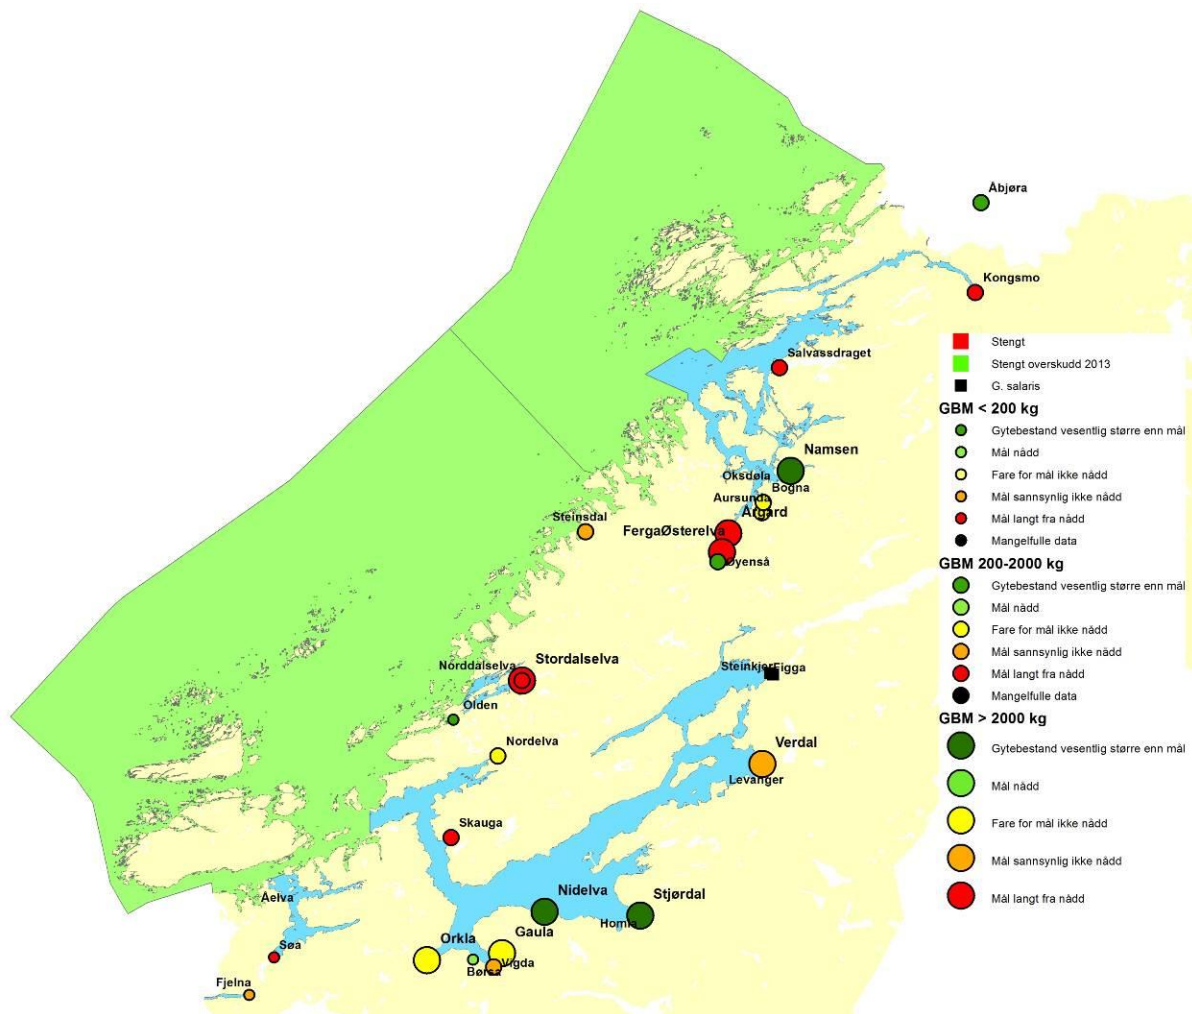 Åbjøra
Kongsmo
Salvassdraget
Namsen
Oksdøla
Bogna
Aursunda
Årgård
Steinsdal
FergaØsterelva
Øyenså
Norddalselva
Stordalselva
Steinkjer
Figga
Olden
Nordelva
Verdal
Levanger
Skauga
Åelva
Nidelva
Stjørdal
Homla
Gaula
Orkla
Søa
Vigda
Børsa
Fjelna
Stengt
Stengt overskudd 2013
G. salaris
GBM < 200 kg
Gytebestand vesentlig større enn mål
Mål nådd
Fare for mål ikke nådd
Mål sannsynlig ikke nådd
Mål langt fra nådd
Mangelfulle data
GBM 200-2000 kg
Gytebestand vesentlig større enn mål
Mål nådd
Fare for mål ikke nådd
Mål sannsynlig ikke nådd
Mål langt fra nådd
Mangelfulle data
GBM > 2000 kg
Gytebestand vesentlig større enn mål
Mål nådd
Fare for mål ikke nådd
Mål sannsynlig ikke nådd
Mål langt fra nådd